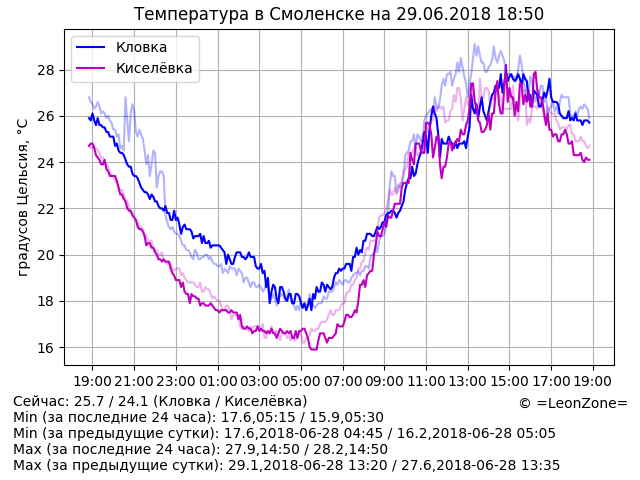 Температура в Смоленске на 29.06.2018 18:50
Кловка
Киселёвка
градусов Цельсия, °C
28
26
24
22
20
18
16
19:00 21:00 23:00 01:00 03:00 05:00 07:00 09:00 11:00 13:00 15:00 17:00 19:00
Сейчас: 25.7 / 24.1 (Кловка / Киселёвка)
© =LeonZone=
Min (за последние 24 часа): 17.6,05:15 / 15.9,05:30
Min (за предыдущие сутки): 17.6,2018-06-28 04:45 / 16.2,2018-06-28 05:05
Max (за последние 24 часа): 27.9,14:50 / 28.2,14:50
Max (за предыдущие сутки): 29.1,2018-06-28 13:20 / 27.6,2018-06-28 13:35